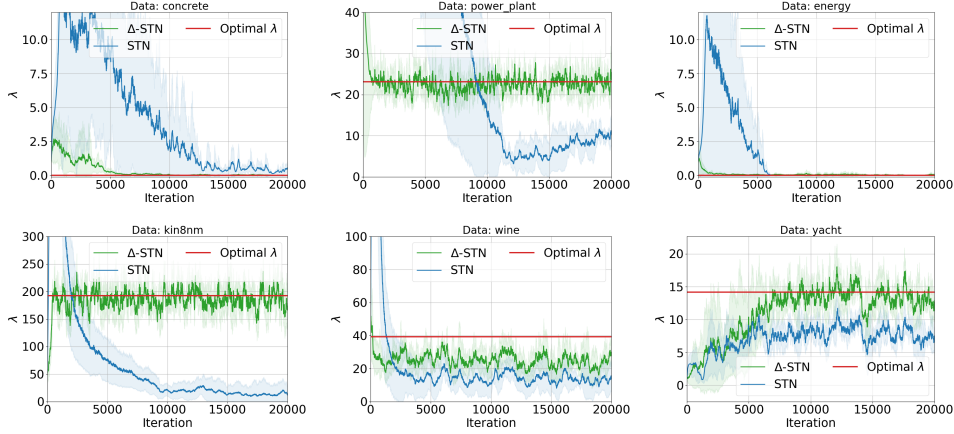 Data: concrete
Δ-STN
Optimal λ
STN
10.0
7.5
5.0
2.5
0.0
λ
0
5000
10000
15000
20000
Iteration
Data: power_plant
Δ-STN
Optimal λ
STN
40
30
20
10
0
λ
0
5000
10000
15000
20000
Iteration
Data: energy
Δ-STN
Optimal λ
STN
10.0
7.5
5.0
2.5
0.0
λ
0
5000
10000
15000
20000
Iteration
Data: kin8nm
Δ-STN
Optimal λ
STN
300
250
200
150
100
50
0
λ
0
5000
10000
15000
20000
Iteration
Data: wine
Δ-STN
Optimal λ
STN
100
80
60
40
20
0
λ
0
5000
10000
15000
20000
Iteration
Data: yacht
20
15
10
5
0
λ
Δ-STN
Optimal λ
STN
0
5000
10000
15000
20000
Iteration